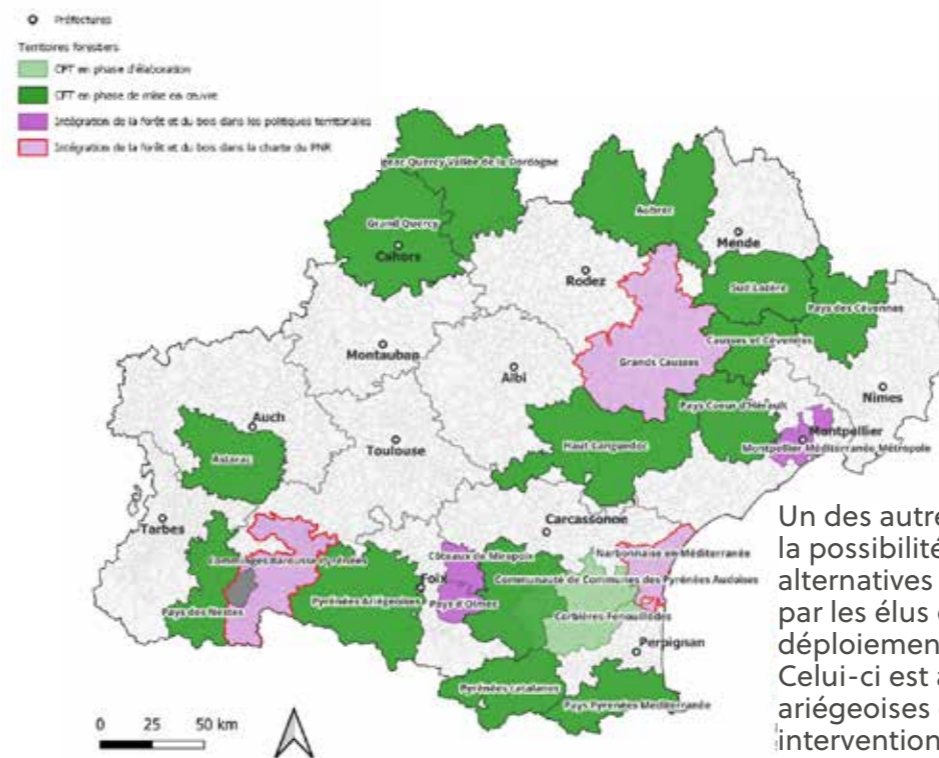 Préfectures
Territoires forestiers
CFT en phase d'élaboration
CFT en phase de mise en œuvre
Intégration de la forêt et du bois dans les politiques territoriales
Intégration de la forêt et du bois dans la charte du PNR
Quercy Vallée de la Dordogne
Grand Quercy
Cahors
Aubrac
Mende
Rodez
Sud Lozère
Pays des Cévennes
Causses et Cévennes
Montauban
Grands Causses
Albi
Nîmes
Pays Coeur d'Hérault
Auch
Montpellier
Toulouse
Haut Languedoc
Montpellier Méditerranée Métropole
Astarac
Tarbes
Carcassonne
Narbonnaise en Méditerranée
Comminges Barousse Pyrénées
Côteaux de Mirepoix
Foix
Communauté de Communes des Pyrénées Audoises
Pays des Nestes
Pyrénées Ariégeoises
Pays d'Olmes
Corbières Fenouillèdes
Perpignan
Pyrénées catalanes
Pays Pyrénées Méditerranée
0 25 50 km
Un des autre
la possibilité
alternatives
par les élus
déploiemen
Celui-ci est a
ariégeoises
intervention